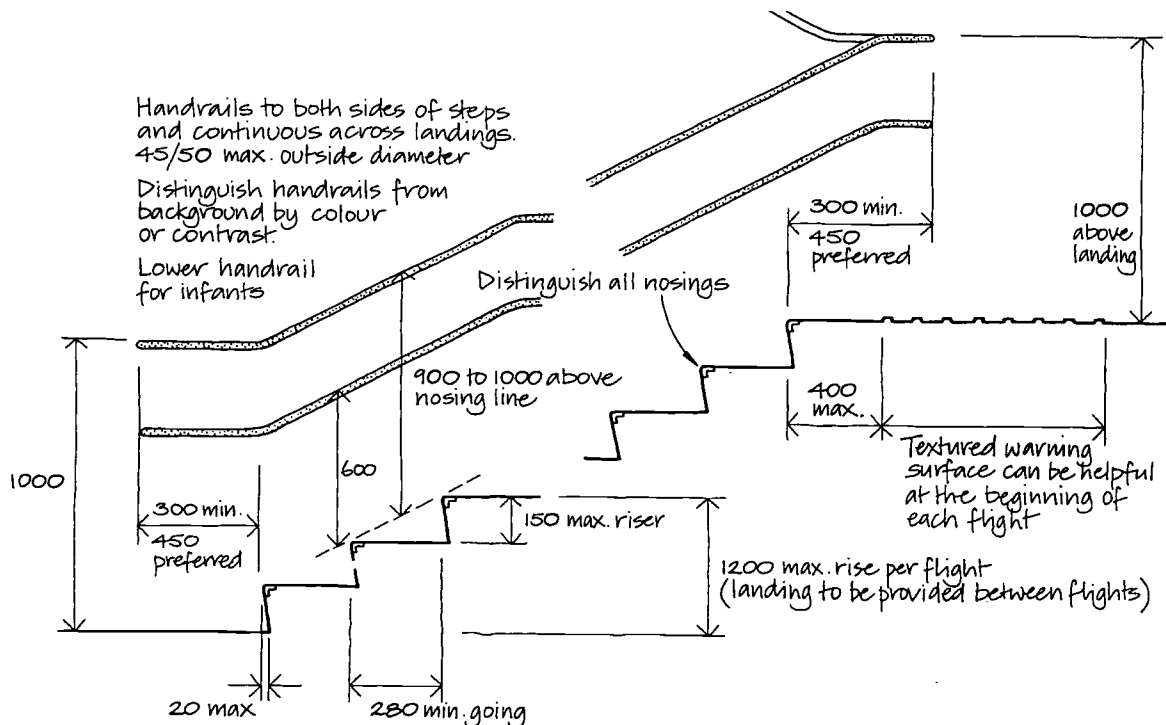 Handrails to both sides of steps
and continuous across landings.
45/50 max. outside diameter
Distinguish handrails from
background by colour
or contrast.
Lower handrail
for infants
300 min.
450
preferred
1000
above
landing
Distinguish all nosings
900 to 1000 above
nosing line
600
1000
300 min.
450
preferred
150 max. riser
400
max.
Textured warning
surface can be helpful
at the beginning of
each flight
1200 max. rise per flight
(landing to be provided between flights)
20 max
280 min. going